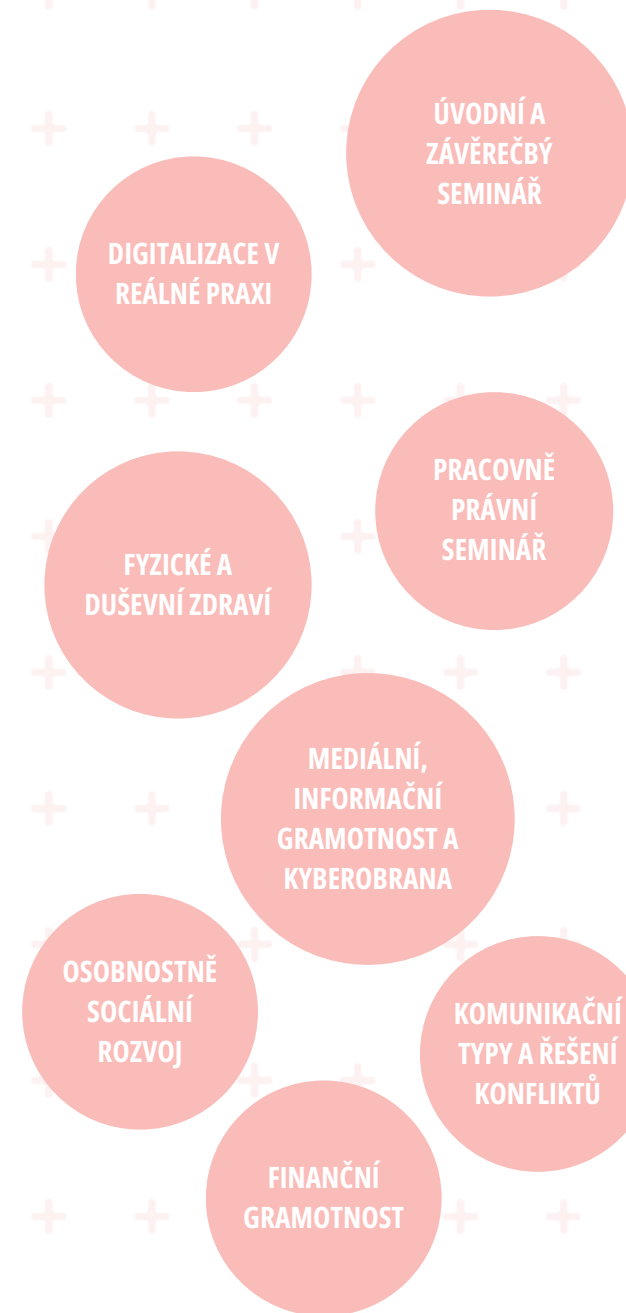 ÚVODNÍ A
ZÁVEREČBÝ
SEMINÁŘ
DIGITALIZACE V
REÁLNÉ PRAXI
PRACOVNĚ
PRÁVNÍ
SEMINÁŘ
FYZICKÉ A
DUŠEVNÍ ZDRAVÍ
MEDIÁLNÍ,
INFORMAČNÍ
GRAMOTNOST A
KYBEROBRANA
OSOBNOSTNĚ
SOCIÁLNÍ
ROZVOJ
KOMUNIKAČNÍ
TYPY A ŘEŠENÍ
KONFLIKTŮ
FINANČNÍ
GRAMOTNOST